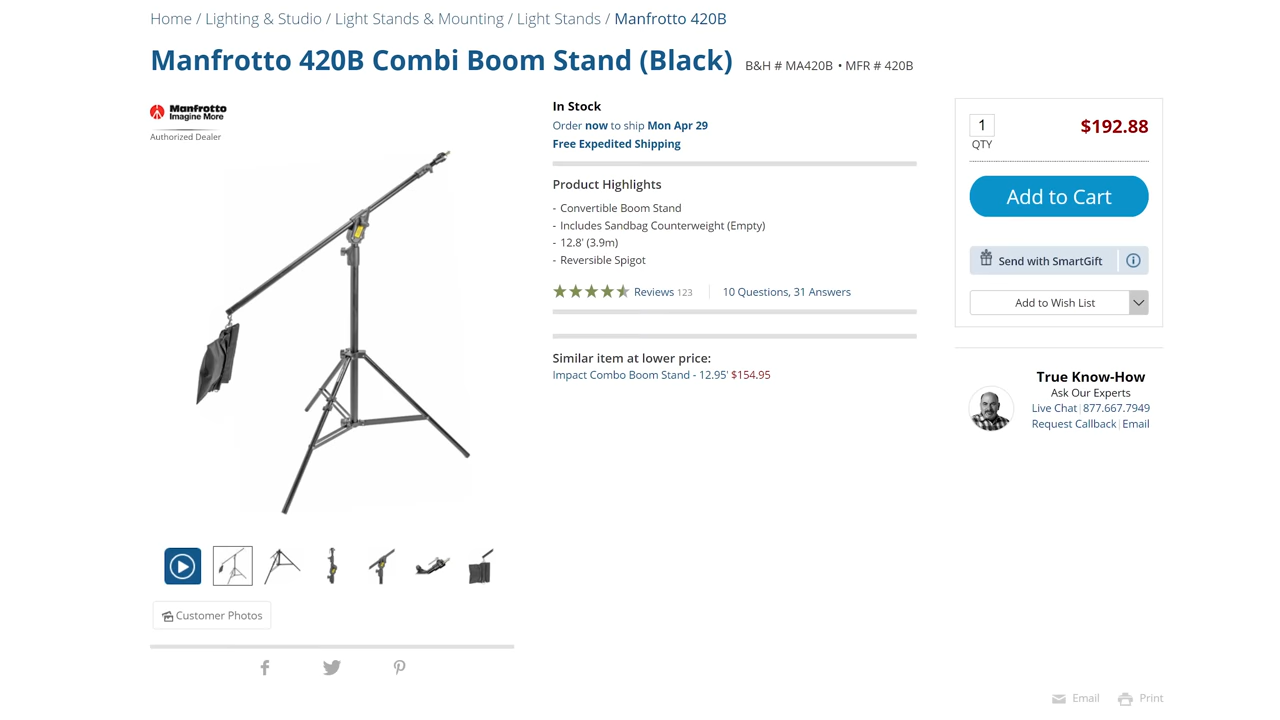 Home / Lighting & Studio / Light Stands & Mounting / Light Stands / Manfrotto 420B
Manfrotto 420B Combi Boom Stand (Black) B&H # MA420B • MFR # 420B
Manfrotto
Imagine More
Authorized Dealer
In Stock
Order now to ship Mon Apr 29
Free Expedited Shipping
Product Highlights
- Convertible Boom Stand
- Includes Sandbag Counterweight (Empty)
- 12.8' (3.9m)
- Reversible Spigot
Reviews 123 10 Questions, 31 Answers
Similar item at lower price:
Impact Combo Boom Stand - 12.95' $154.95
1 $192.88
QTY
Add to Cart
Send with SmartGift
Add to Wish List
True Know-How
Ask Our Experts
Live Chat 877.667.7949
Request Callback Email
Customer Photos
Email Print